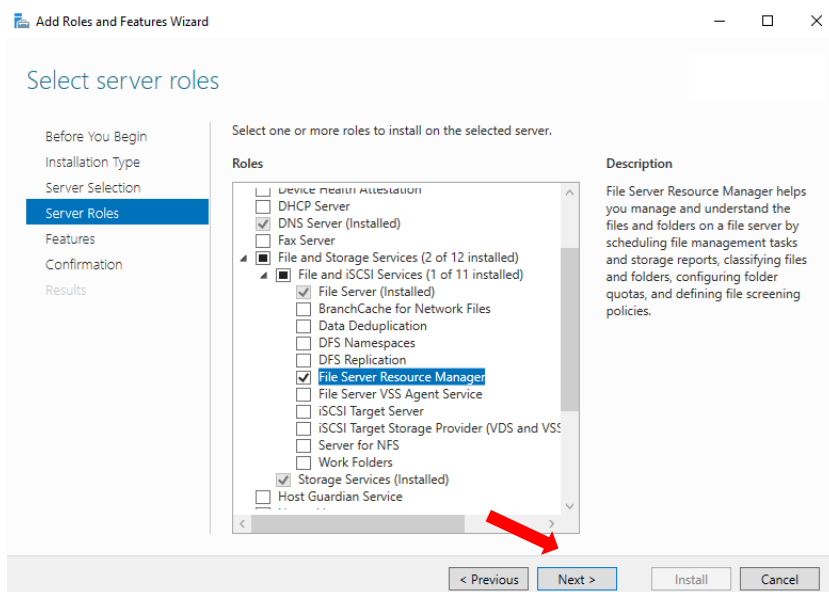 Add Roles and Features Wizard
Select server roles
Before You Begin
Installation Type
Server Selection
Server Roles
Features
Confirmation
Results
Select one or more roles to install on the selected server.
Roles
Device Health Attestation
DHCP Server
DNS Server (Installed)
Fax Server
File and Storage Services (2 of 12 installed)
File and iSCSI Services (1 of 11 installed)
File Server (Installed)
BranchCache for Network Files
Data Deduplication
DFS Namespaces
DFS Replication
File Server Resource Manager
File Server VSS Agent Service
iSCSI Target Server
iSCSI Target Storage Provider (VDS and VSS
Server for NFS
Work Folders
Storage Services (Installed)
Host Guardian Service
Description
File Server Resource Manager helps
you manage and understand the
files and folders on a file server by
scheduling file management tasks
and storage reports, classifying files
and folders, configuring folder
quotas, and defining file screening
policies.
< Previous
Next >
Install
Cancel